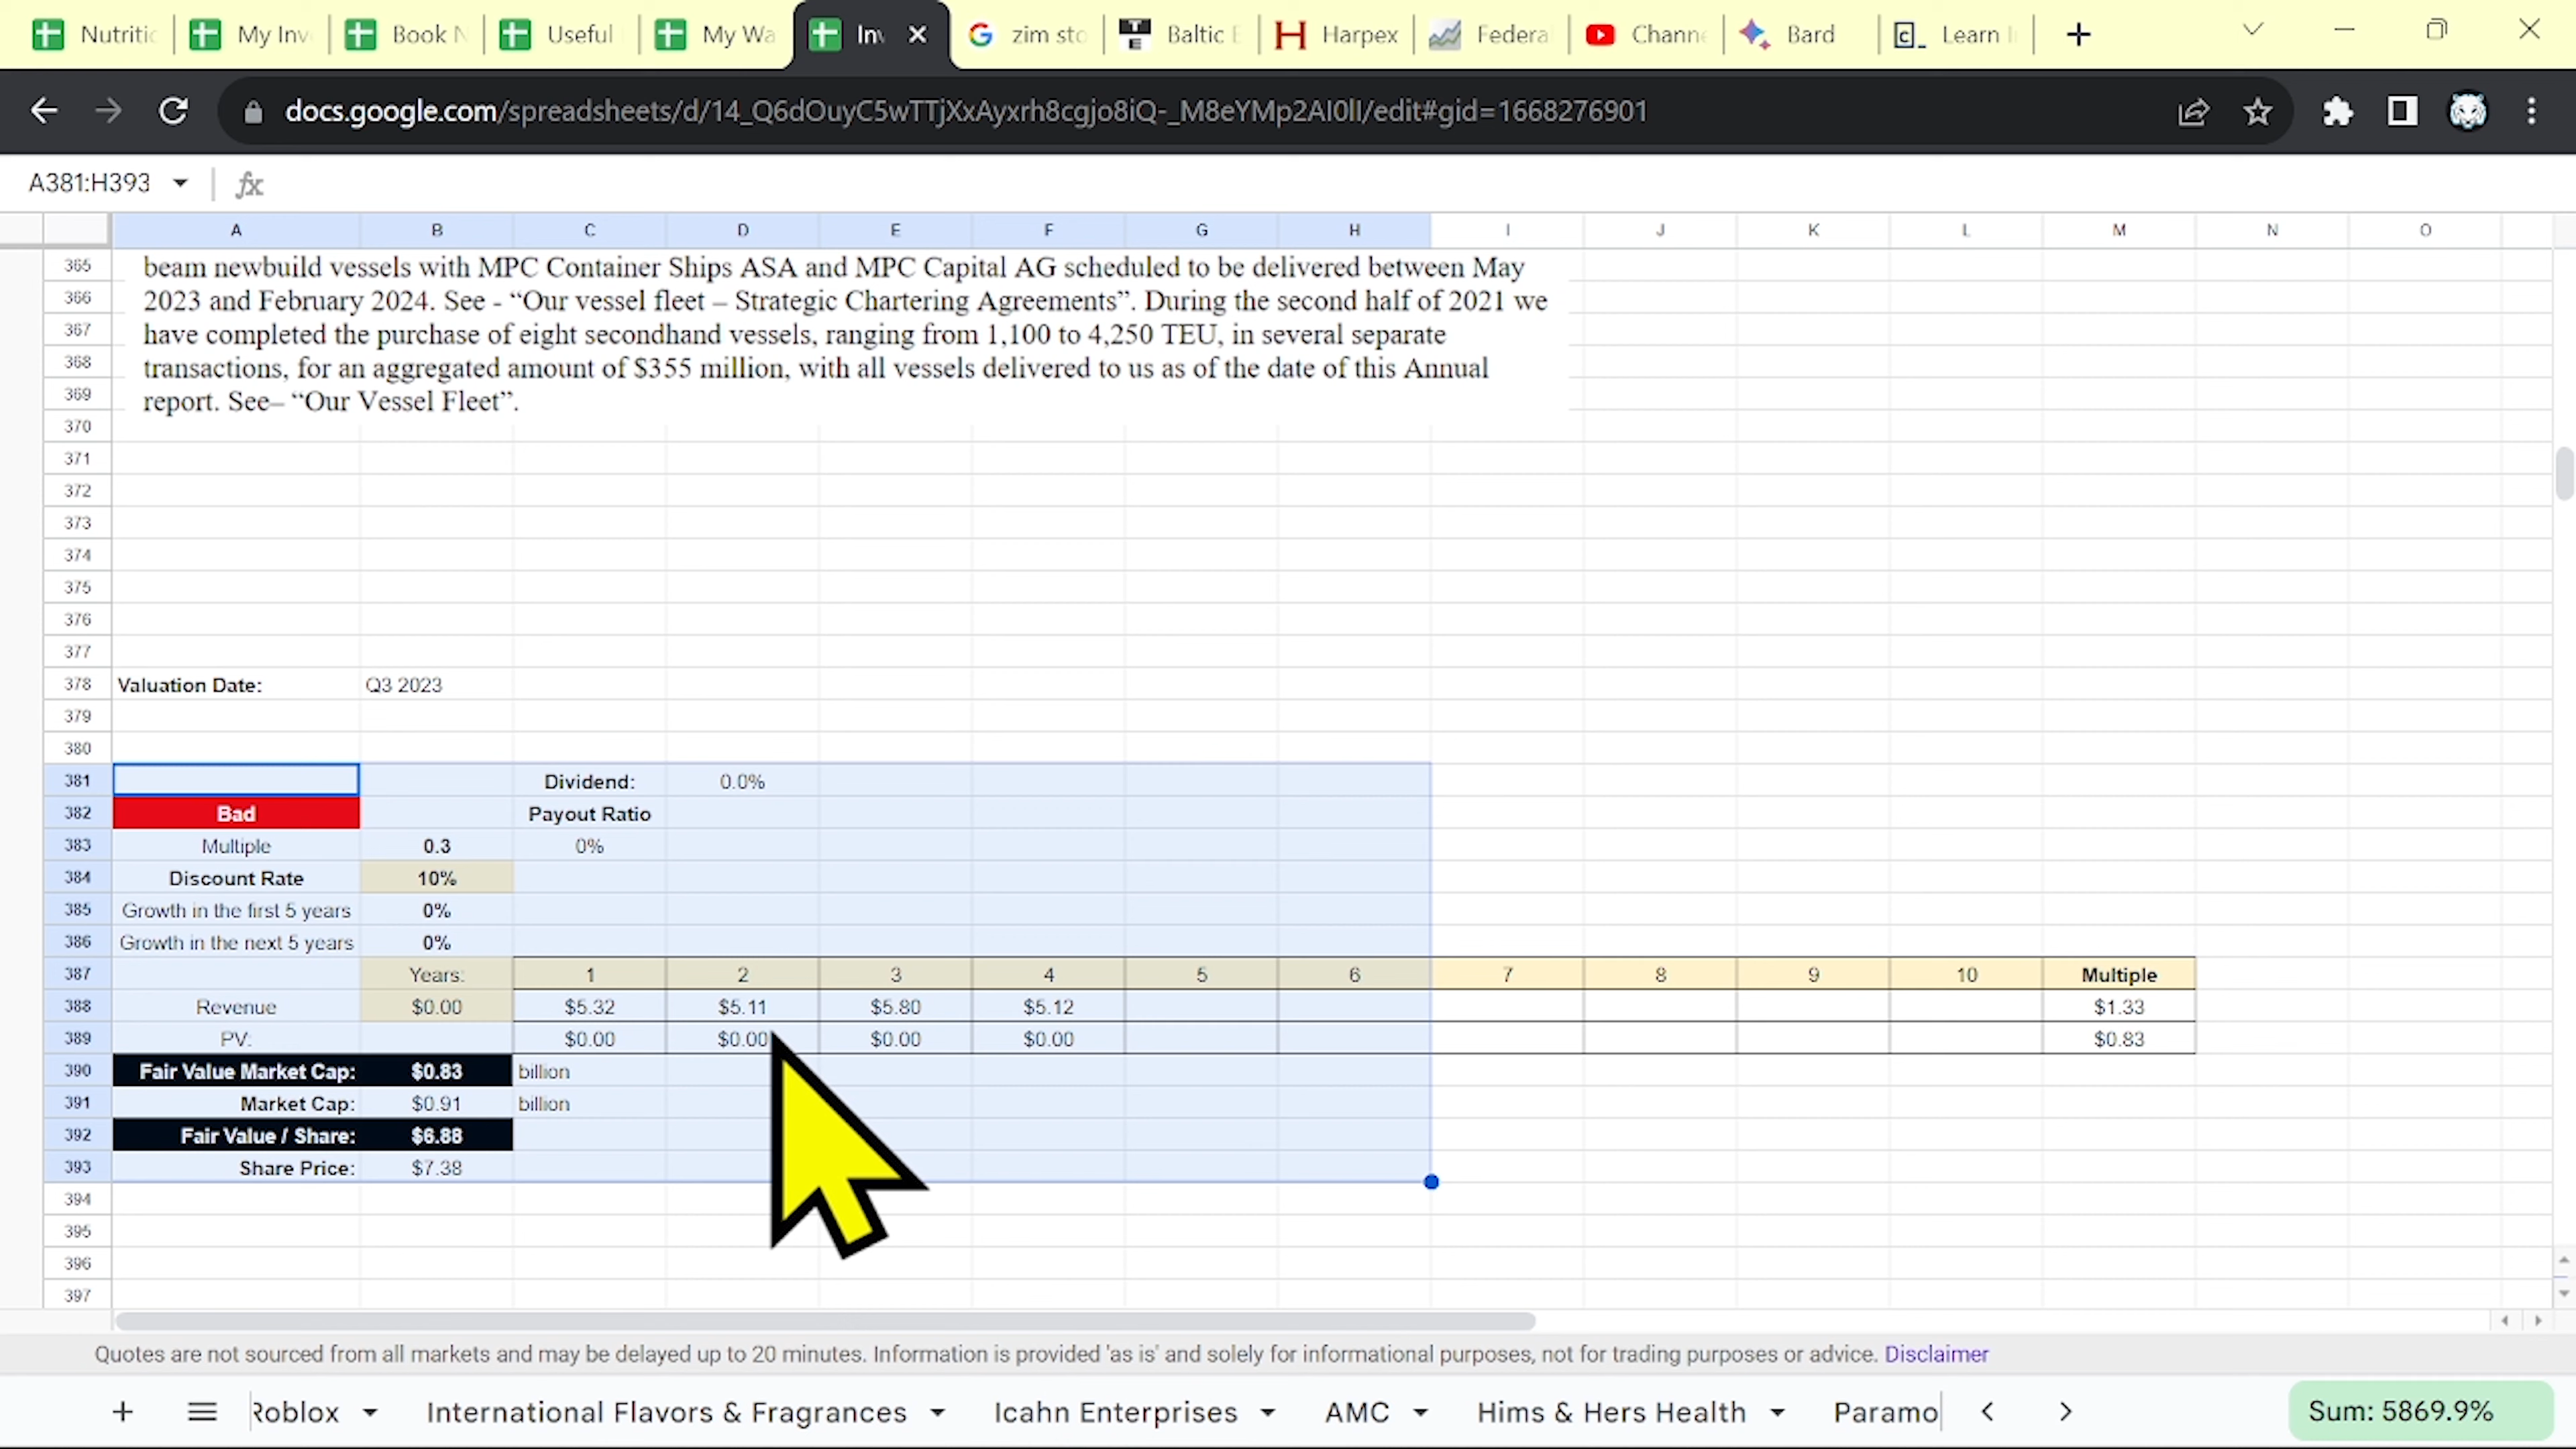 Nutritic My Inv Book N Useful My Wa Inv zim sto Baltic E Harpex Federa Channe Bard Learn I
docs.google.com/spreadsheets/d/14_Q6dOuyC5wTTjXxAyxrh8cgjo8iQ-_M8eYMp2AI0lI/edit#gid=1668276901
A381:H393 fx
A B C D E F G H I J K L M N O
365 beam newbuild vessels with MPC Container Ships ASA and MPC Capital AG scheduled to be delivered between May
366 2023 and February 2024. See - “Our vessel fleet – Strategic Chartering Agreements”. During the second half of 2021 we
367 have completed the purchase of eight secondhand vessels, ranging from 1,100 to 4,250 TEU, in several separate
368 transactions, for an aggregated amount of $355 million, with all vessels delivered to us as of the date of this Annual
369 report. See– “Our Vessel Fleet”.
370
371
372
373
374
375
376
377
378 Valuation Date: Q3 2023
379
380
381 Dividend: 0.0%
382 Bad Payout Ratio
383 Multiple 0.3 0%
384 Discount Rate 10%
385 Growth in the first 5 years 0%
386 Growth in the next 5 years 0%
387 Years: 1 2 3 4 5 6 7 8 9 10 Multiple
388 Revenue $0.00 $5.32 $5.11 $5.80 $5.12 $1.33
389 PV: $0.00 $0.00 $0.00 $0.00 $0.83
390 Fair Value Market Cap: $0.83 billion
391 Market Cap: $0.91 billion
392 Fair Value / Share: $6.88
393 Share Price: $7.38
394
395
396
397
Quotes are not sourced from all markets and may be delayed up to 20 minutes. Information is provided 'as is' and solely for informational purposes, not for trading purposes or advice. Disclaimer
Roblox International Flavors & Fragrances Icahn Enterprises AMC Hims & Hers Health Paramo Sum: 5869.9%